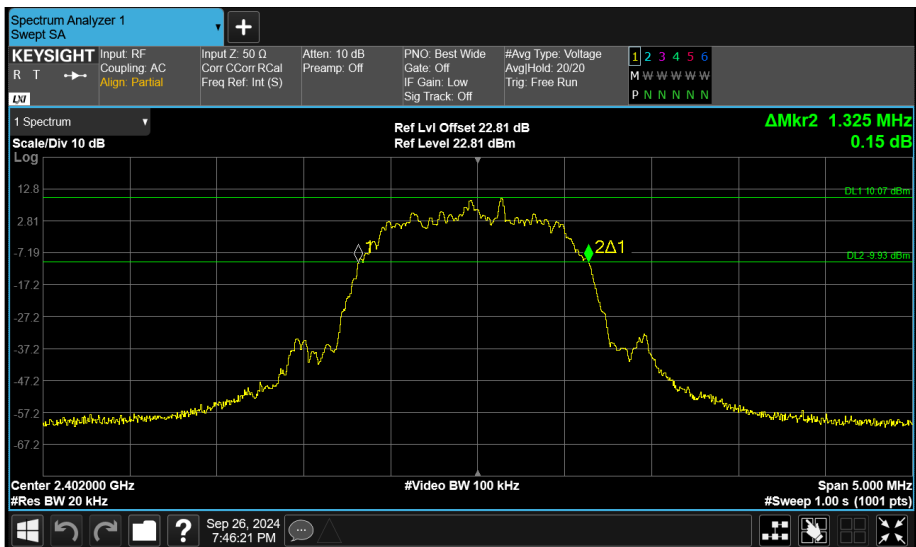 Spectrum Analyzer 1
Swept SA
KEYSIGHT
R T
LXI
Input: RF
Coupling: AC
Align: Partial
Input Z: 50 Ω
Corr CCorr RCal
Freq Ref: Int (S)
Atten: 10 dB
Preamp: Off
PNO: Best Wide
Gate: Off
IF Gain: Low
Sig Track: Off
#Avg Type: Voltage
Avg|Hold: 20/20
Trig: Free Run
1 2 3 4 5 6
M W W W W W
P N N N N N
1 Spectrum
Scale/Div 10 dB
Ref Lvl Offset 22.81 dB
Ref Level 22.81 dBm
ΔMkr2 1.325 MHz
0.15 dB
Log
12.8
DL1 10.07 dBm
2.81
1
2Δ1
-7.19
DL2 -9.93 dBm
-17.2
-27.2
-37.2
-47.2
-57.2
-67.2
Center 2.402000 GHz
#Video BW 100 kHz
Span 5.000 MHz
#Res BW 20 kHz
#Sweep 1.00 s (1001 pts)
?
Sep 26, 2024
7:46:21 PM